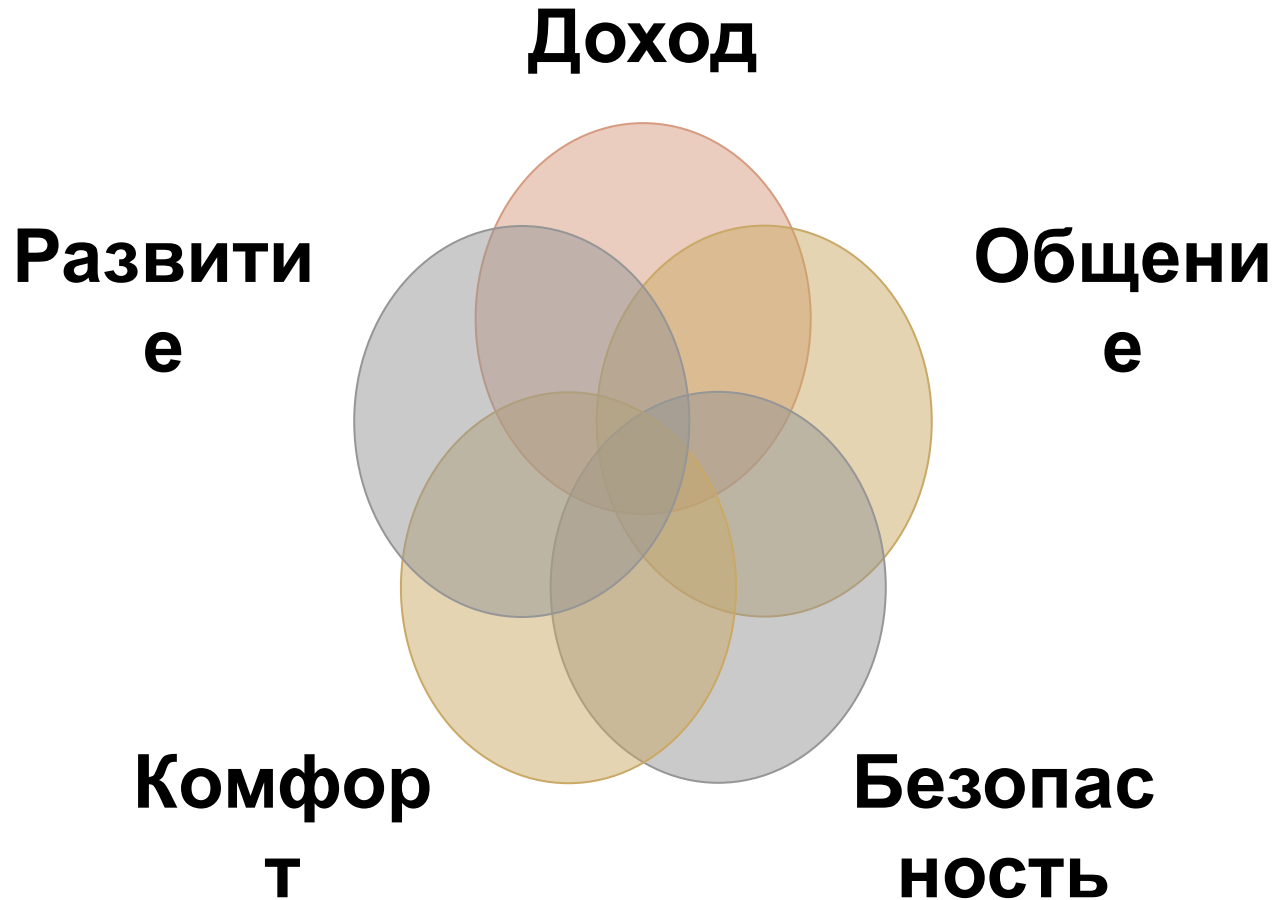 Доход
Развити
е
Общени
е
Комфор
т
Безопас
ность